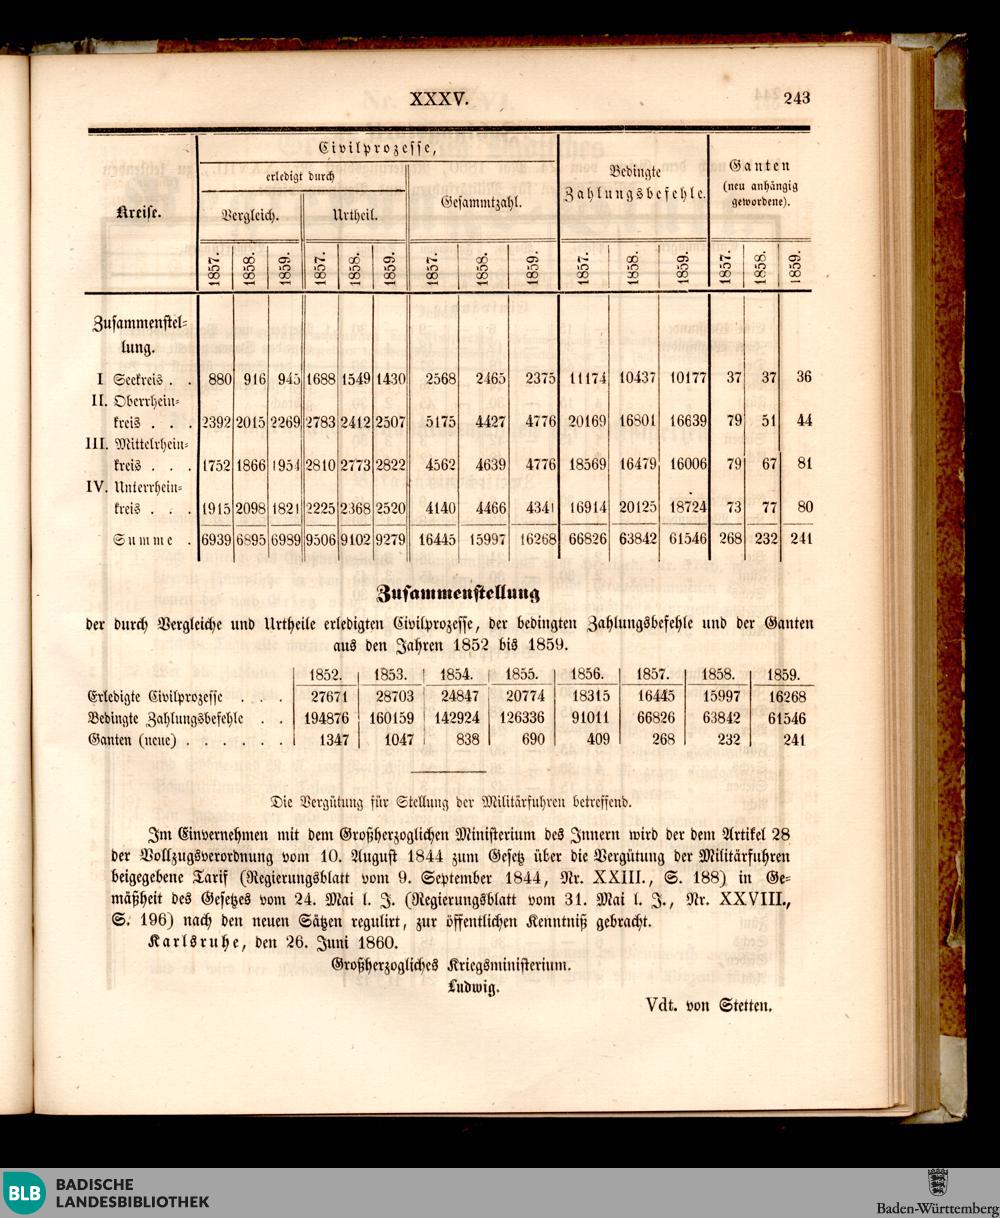 XXXV. 243
Civilprozesse,
erledigt durch
Bedingte Zahlungsbefehle.
Ganten
(neu anhängig
gewordene).
Kreise. Vergleich. Urtheil. Gesammtzahl.
1857. 1858. 1859. 1857. 1858. 1859. 1857. 1858. 1859. 1857. 1858. 1859. 1857. 1858. 1859.
Zusammenstel=
lung.
I Seekreis . . 880 916 945 1688 1549 1430 2568 2465 2375 11174 10437 10177 37 37 36
II. Oberrhein=
kreis . . . 2392 2015 2269 2783 2412 2507 5175 4427 4776 20169 16801 16639 79 51 44
III. Mittelrhein=
kreis . . . 1752 1866 1954 2810 2773 2822 4562 4639 4776 18569 16479 16006 79 67 81
IV. Unterrhein=
kreis . . . 1915 2098 1821 2225 2368 2520 4140 4466 4341 16914 20125 18724 73 77 80
Summe . 6939 6895 6989 9506 9102 9279 16445 15997 16268 66826 63842 61546 268 232 241
Zusammenstellung
der durch Vergleiche und Urtheile erledigten Civilprozesse, der bedingten Zahlungsbefehle und der Ganten
aus den Jahren 1852 bis 1859.
1852. 1853. 1854. 1855. 1856. 1857. 1858. 1859.
Erledigte Civilprozesse . . . 27671 28703 24847 20774 18315 16445 15997 16268
Bedingte Zahlungsbefehle . . 194876 160159 142924 126336 91011 66826 63842 61546
Ganten (neue) . . . . . . 1347 1047 838 690 409 268 232 241
Die Vergütung für Stellung der Militärfuhren betreffend.
Im Einvernehmen mit dem Großherzoglichen Ministerium des Innern wird der dem Artikel 28
der Vollzugsverordnung vom 10. August 1844 zum Gesetz über die Vergütung der Militärfuhren
beigegebene Tarif (Regierungsblatt vom 9. September 1844, Nr. XXIII., S. 188) in Ge=
mäßheit des Gesetzes vom 24. Mai l. J. (Regierungsblatt vom 31. Mai l. J., Nr. XXVIII.,
S. 196) nach den neuen Sätzen regulirt, zur öffentlichen Kenntniß gebracht.
Karlsruhe, den 26. Juni 1860.
Großherzogliches Kriegsministerium.
Ludwig.
Vdt. von Stetten.
BLB BADISCHE
LANDESBIBLIOTHEK
Baden-Württemberg